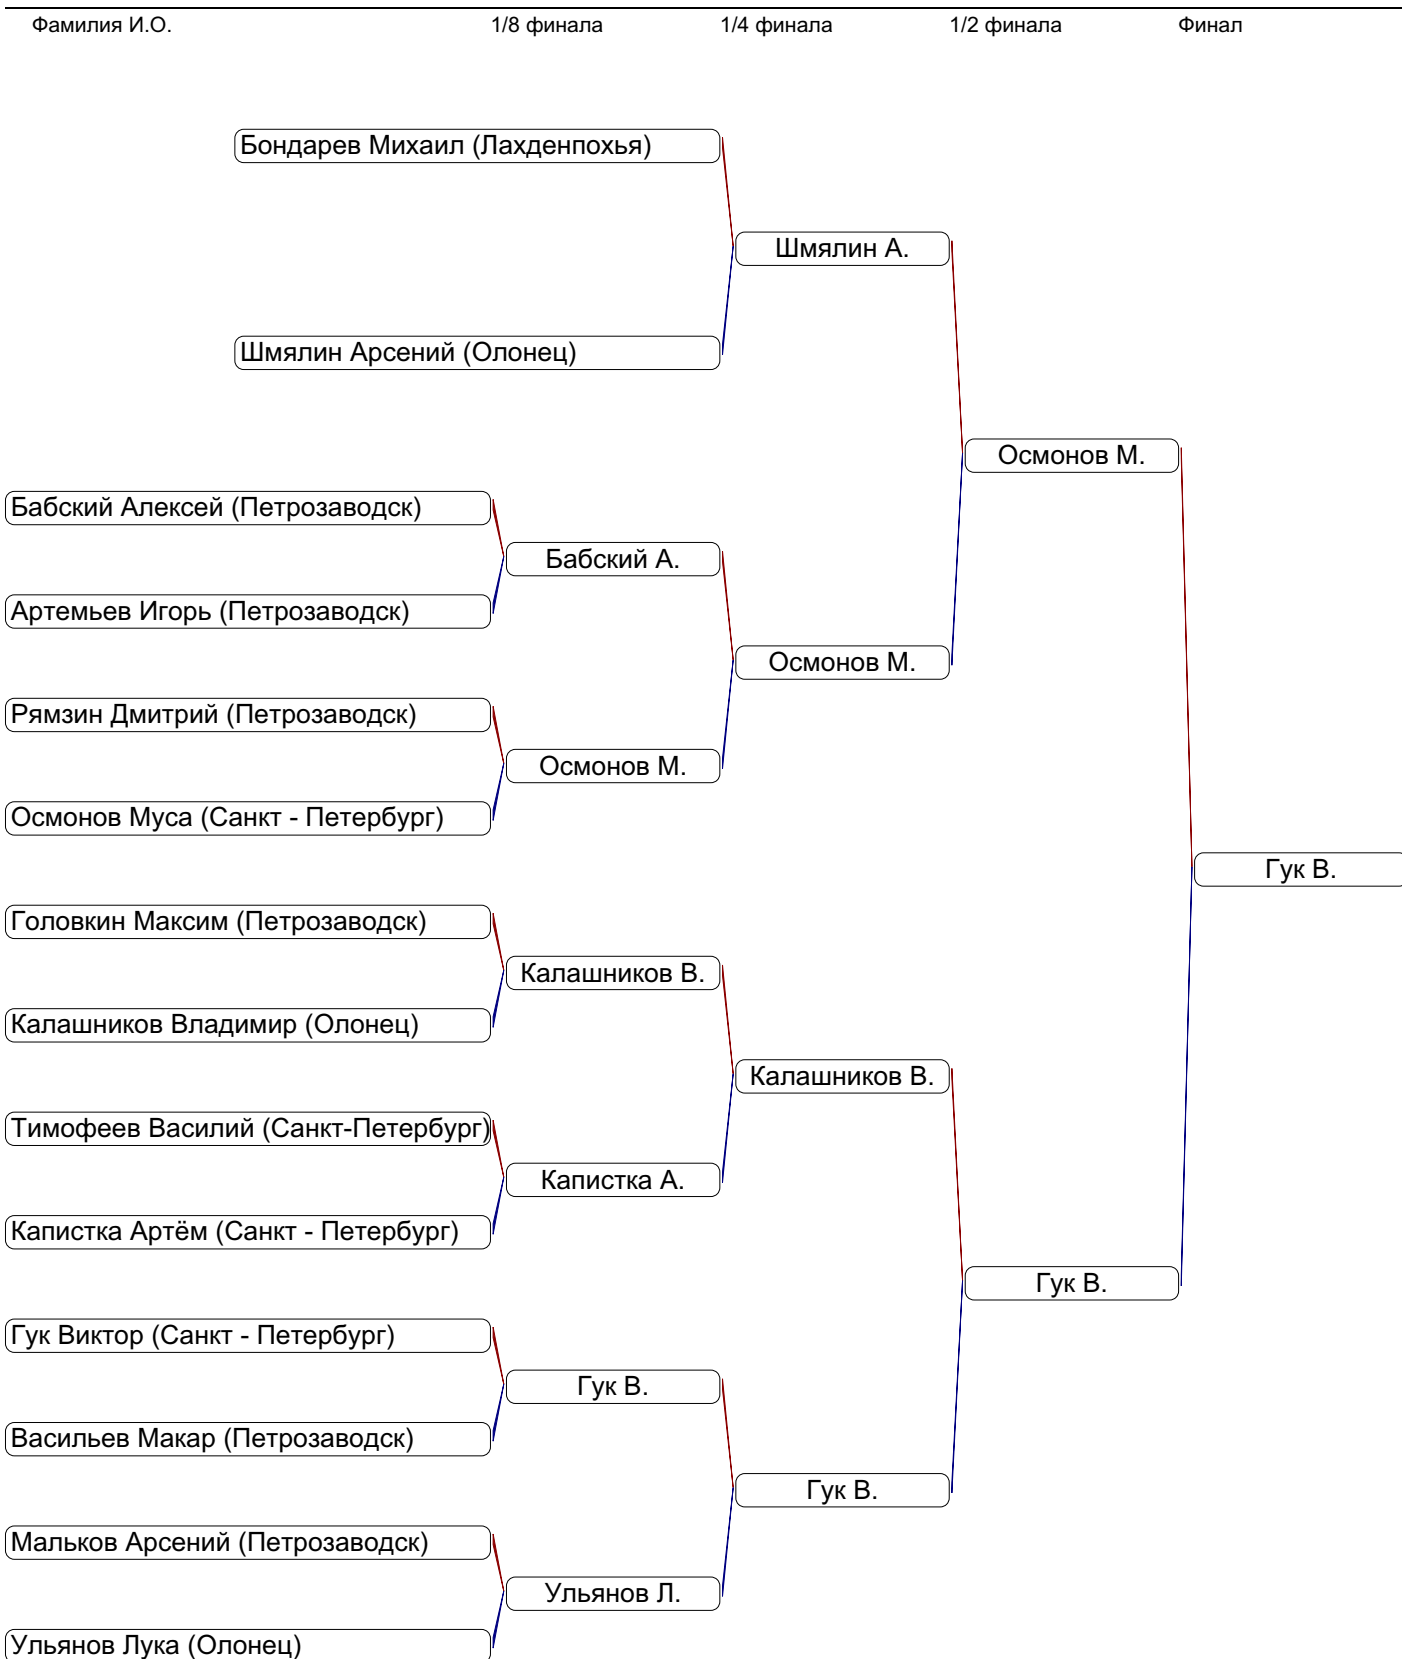 Фамилия И.О. 1/8 финала 1/4 финала 1/2 финала Финал
Бондарев Михаил (Лахденпохья)
Шмялин А.
Шмялин Арсений (Олонец)
Осмонов М.
Бабский Алексей (Петрозаводск)
Бабский А.
Артемьев Игорь (Петрозаводск)
Осмонов М.
Рямзин Дмитрий (Петрозаводск)
Осмонов М.
Осмонов Муса (Санкт - Петербург)
Гук В.
Головкин Максим (Петрозаводск)
Калашников В.
Калашников Владимир (Олонец)
Калашников В.
Тимофеев Василий (Санкт-Петербург)
Капистка А.
Капистка Артём (Санкт - Петербург)
Гук В.
Гук Виктор (Санкт - Петербург)
Гук В.
Васильев Макар (Петрозаводск)
Гук В.
Мальков Арсений (Петрозаводск)
Ульянов Л.
Ульянов Лука (Олонец)